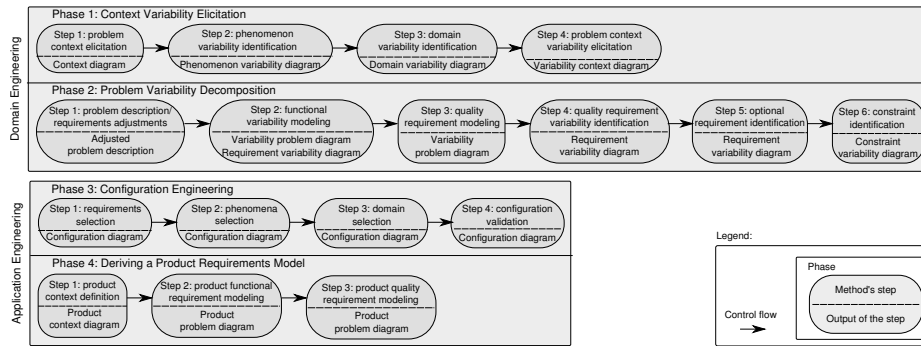 Domain Engineering
Phase 1: Context Variability Elicitation
Step 1: problem
context elicitation
Context diagram
Step 2: phenomenon
variability identification
Phenomenon variability diagram
Step 3: domain
variability identification
Domain variability diagram
Step 4: problem context
variability elicitation
Variability context diagram
Phase 2: Problem Variability Decomposition
Step 1: problem description/
requirements adjustments
Adjusted
problem description
Step 2: functional
variability modeling
Variability problem diagram
Requirement variability diagram
Step 3: quality
requirement modeling
Variability
problem diagram
Step 4: quality requirement
variability identification
Requirement
variability diagram
Step 5: optional
requirement identification
Requirement
variability diagram
Step 6: constraint
identification
Constraint
variability diagram
Application Engineering
Phase 3: Configuration Engineering
Step 1: requirements
selection
Configuration diagram
Step 2: phenomena
selection
Configuration diagram
Step 3: domain
selection
Configuration diagram
Step 4: configuration
validation
Configuration diagram
Phase 4: Deriving a Product Requirements Model
Step 1: product
context definition
Product
context diagram
Step 2: product functional
requirement modeling
Product
problem diagram
Step 3: product quality
requirement modeling
Product
problem diagram
Legend:
Control flow
Phase
Method's step
Output of the step